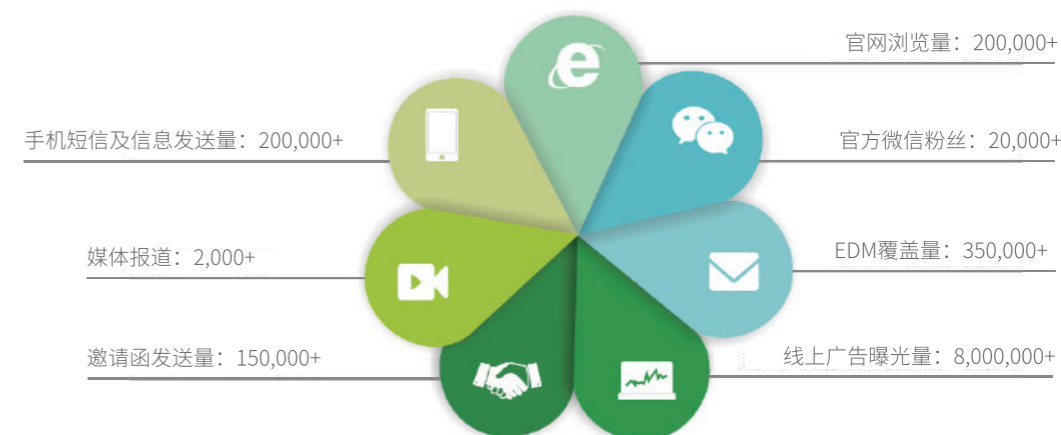 官网浏览量：200,000+
手机短信及信息发送量：200,000+
官方微信粉丝：20,000+
媒体报道：2,000+
EDM覆盖量：350,000+
邀请函发送量：150,000+
线上广告曝光量：8,000,000+